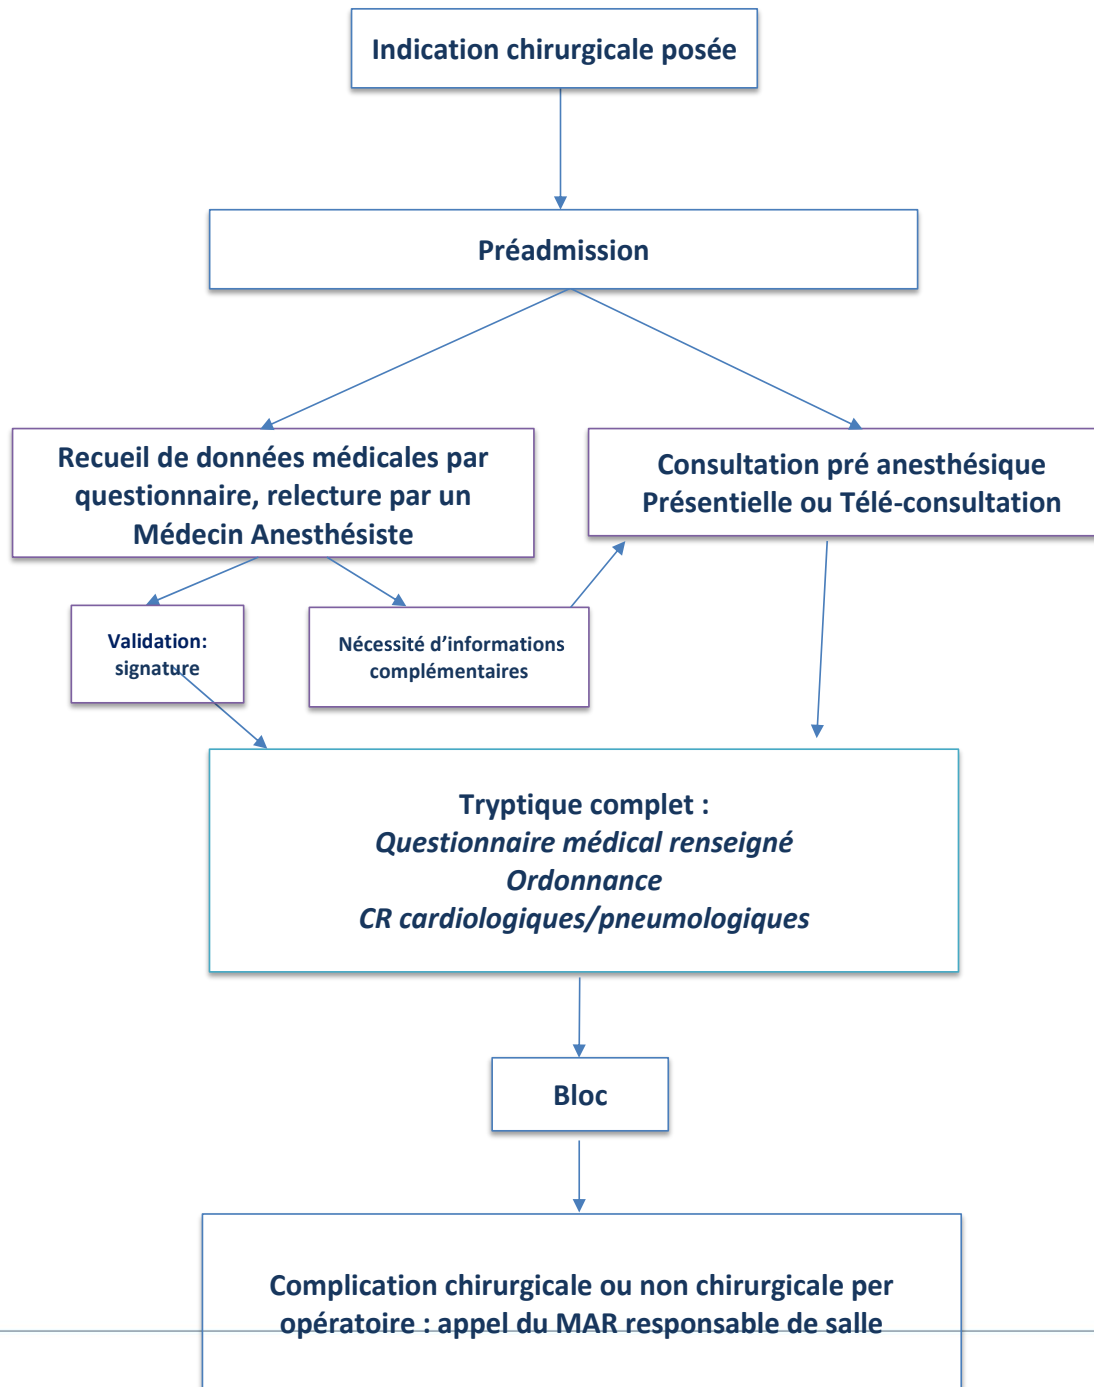 Indication chirurgicale posée
Préadmission
Recueil de données médicales par
questionnaire, relecture par un
Médecin Anesthésiste
Consultation pré anesthésique
Présentielle ou Télé-consultation
Validation:
signature
Nécessité d’informations
complémentaires
Tryptique complet :
Questionnaire médical renseigné
Ordonnance
CR cardiologiques/pneumologiques
Bloc
Complication chirurgicale ou non chirurgicale per
opératoire : appel du MAR responsable de salle